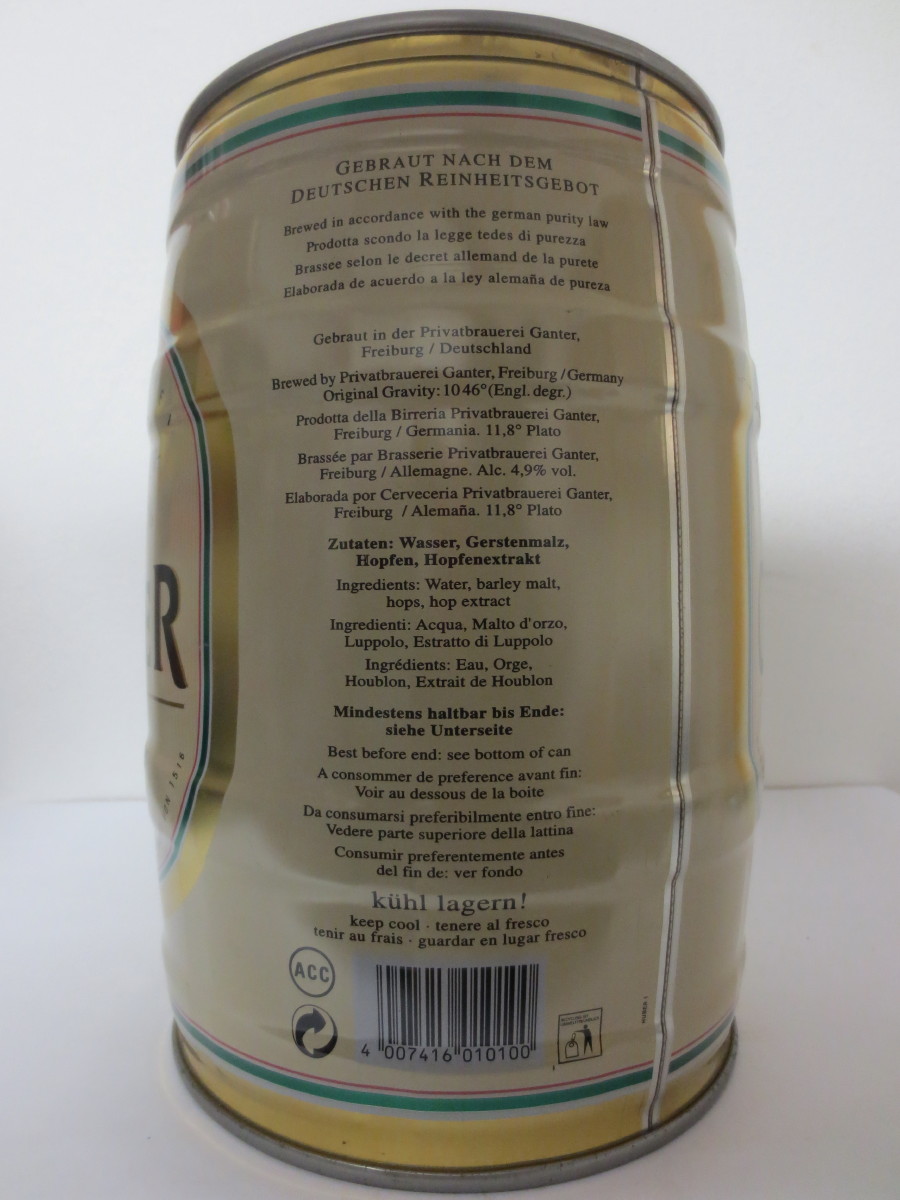 GEBRAUT NACH DEM
DEUTSCHEN REINHEITSGEBOT
Brewed in accordance with the german purity law
Prodotta scondo la legge tedes di purezza
Brassee selon le decret allemand de la purete
Elaborada de acuerdo a la ley alemaña de pureza
Gebraut in der Privatbrauerei Ganter,
Freiburg / Deutschland
Brewed by Privatbrauerei Ganter, Freiburg / Germany
Original Gravity: 1046° (Engl. degr.)
Prodotta della Birreria Privatbrauerei Ganter,
Freiburg / Germania. 11,8° Plato
Brassée par Brasserie Privatbrauerei Ganter,
Freiburg / Allemagne. Alc. 4,9% vol.
Elaborada por Cerveceria Privatbrauerei Ganter,
Freiburg / Alemaña. 11,8° Plato
Zutaten: Wasser, Gerstenmalz,
Hopfen, Hopfenextrakt
Ingredients: Water, barley malt,
hops, hop extract
Ingredienti: Acqua, Malto d'orzo,
Luppolo, Estratto di Luppolo
Ingrédients: Eau, Orge,
Houblon, Extrait de Houblon
Mindestens haltbar bis Ende:
siehe Unterseite
Best before end: see bottom of can
A consommer de preference avant fin:
Voir au dessous de la boite
Da consumarsi preferibilmente entro fine:
Vedere parte superiore della lattina
Consumir preferentemente antes
del fin de: ver fondo
kühl lagern!
keep cool · tenere al fresco
tenir au frais · guardar en lugar fresco
ACC
4 007416 010100